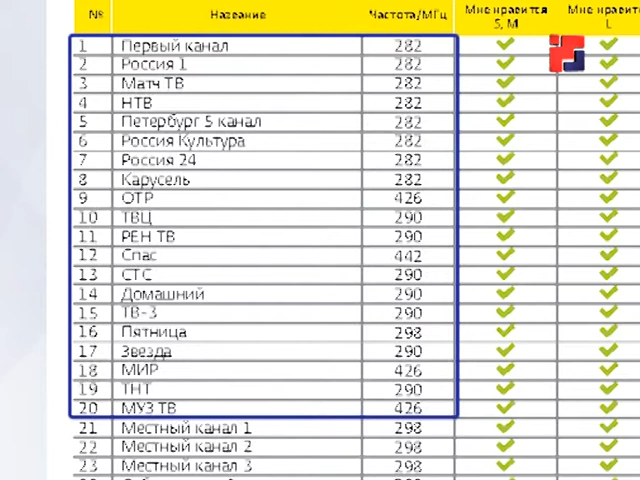 № Название Частота/МГц Мне нравится S, M Мне нравится L
1 Первый канал 282
2 Россия 1 282
3 Матч ТВ 282
4 НТВ 282
5 Петербург 5 канал 282
6 Россия Культура 282
7 Россия 24 282
8 Карусель 282
9 ОТР 426
10 ТВЦ 290
11 РЕН ТВ 290
12 Спас 442
13 СТС 290
14 Домашний 290
15 ТВ-3 290
16 Пятница 298
17 Звезда 290
18 МИР 426
19 ТНТ 290
20 МУЗ ТВ 426
21 Местный канал 1 298
22 Местный канал 2 298
23 Местный канал 3 298